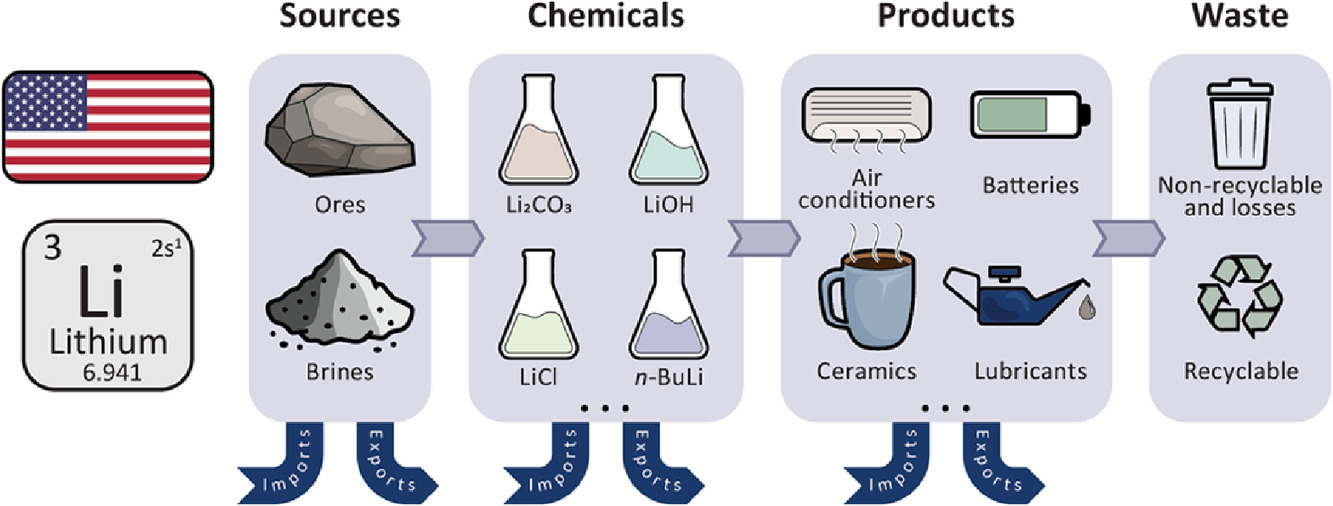 Sources
Chemicals
Products
Waste
3
2s¹
Li
Lithium
6.941
Ores
Brines
Li₂CO₃
LiOH
LiCl
n-BuLi
...
Air
conditioners
Batteries
Ceramics
Lubricants
...
Non-recyclable
and losses
Recyclable
Imports
Exports
Imports
Exports
Imports
Exports